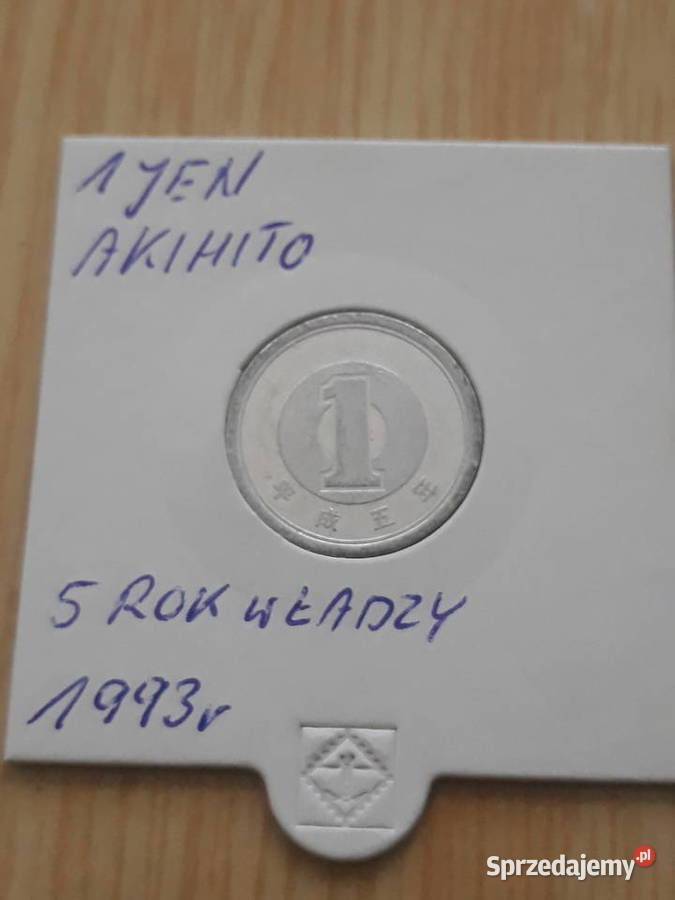 1 JEN
AKIHITO
1
平成五年
5 ROK WŁADZY
1993r
Sprzedajemy.pl